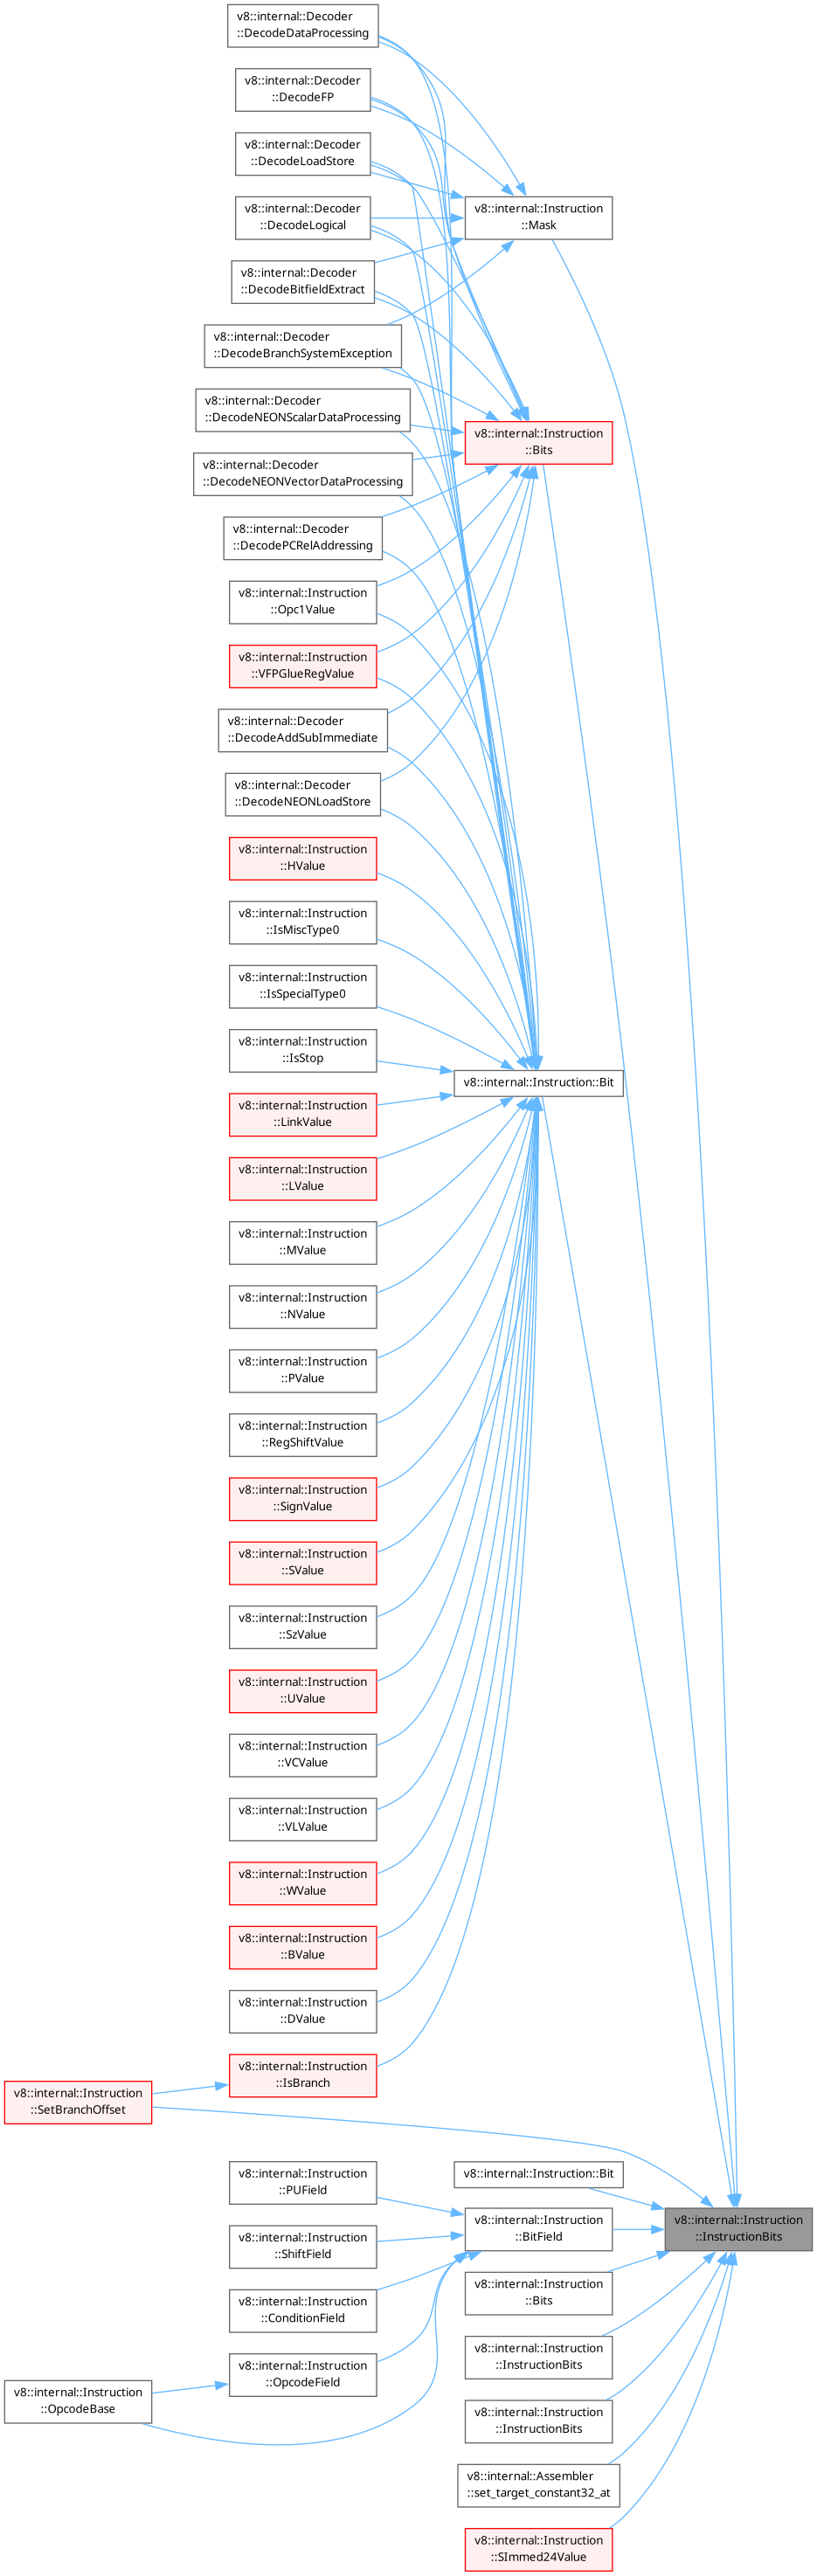 v8::internal::Decoder
::DecodeDataProcessing
v8::internal::Decoder
::DecodeFP
v8::internal::Decoder
::DecodeLoadStore
v8::internal::Decoder
::DecodeLogical
v8::internal::Instruction
::Mask
v8::internal::Decoder
::DecodeBitfieldExtract
v8::internal::Decoder
::DecodeBranchSystemException
v8::internal::Decoder
::DecodeNEONScalarDataProcessing
v8::internal::Instruction
::Bits
v8::internal::Decoder
::DecodeNEONVectorDataProcessing
v8::internal::Decoder
::DecodePCRelAddressing
v8::internal::Instruction
::Opc1Value
v8::internal::Instruction
::VFPGlueRegValue
v8::internal::Decoder
::DecodeAddSubImmediate
v8::internal::Decoder
::DecodeNEONLoadStore
v8::internal::Instruction
::HValue
v8::internal::Instruction
::IsMiscType0
v8::internal::Instruction
::IsSpecialType0
v8::internal::Instruction
::IsStop
v8::internal::Instruction::Bit
v8::internal::Instruction
::LinkValue
v8::internal::Instruction
::LValue
v8::internal::Instruction
::MValue
v8::internal::Instruction
::NValue
v8::internal::Instruction
::PValue
v8::internal::Instruction
::RegShiftValue
v8::internal::Instruction
::SignValue
v8::internal::Instruction
::SValue
v8::internal::Instruction
::SzValue
v8::internal::Instruction
::UValue
v8::internal::Instruction
::VCValue
v8::internal::Instruction
::VLValue
v8::internal::Instruction
::WValue
v8::internal::Instruction
::BValue
v8::internal::Instruction
::DValue
v8::internal::Instruction
::IsBranch
v8::internal::Instruction
::SetBranchOffset
v8::internal::Instruction
::PUField
v8::internal::Instruction::Bit
v8::internal::Instruction
::InstructionBits
v8::internal::Instruction
::ShiftField
v8::internal::Instruction
::BitField
v8::internal::Instruction
::ConditionField
v8::internal::Instruction
::Bits
v8::internal::Instruction
::OpcodeField
v8::internal::Instruction
::InstructionBits
v8::internal::Instruction
::OpcodeBase
v8::internal::Instruction
::InstructionBits
v8::internal::Assembler
::set_target_constant32_at
v8::internal::Instruction
::SImmed24Value